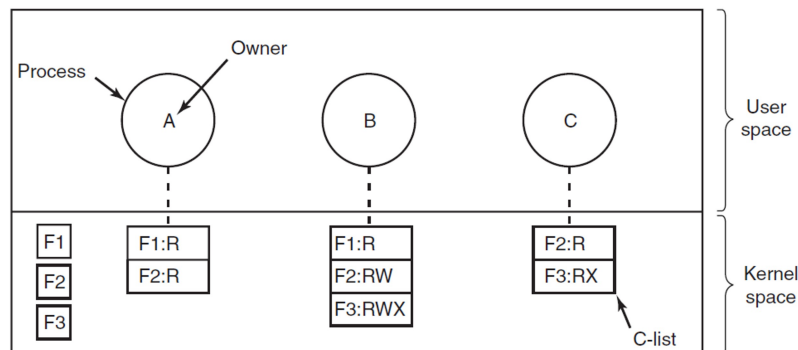 Owner
Process
A
B
C
User
space
F1
F2
F3
F1:R
F2:R
F1:R
F2:RW
F3:RWX
F2:R
F3:RX
Kernel
space
C-list